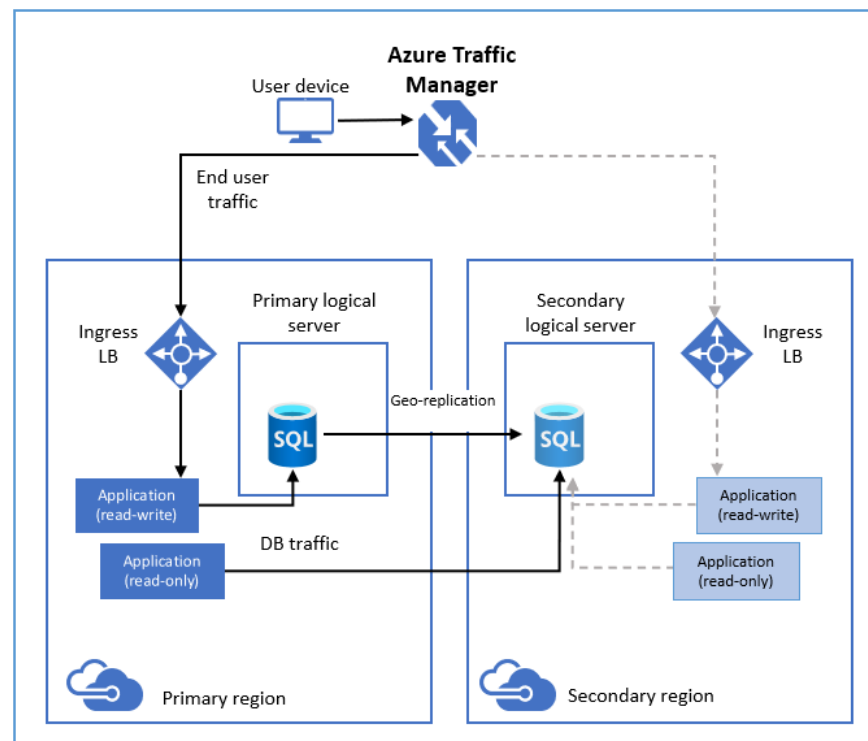 Azure Traffic
Manager
User device
End user
traffic
Primary logical
server
Secondary
logical server
Ingress
LB
Ingress
LB
Geo-replication
SQL
SQL
Application
(read-write)
Application
(read-write)
DB traffic
Application
(read-only)
Application
(read-only)
Primary region
Secondary region